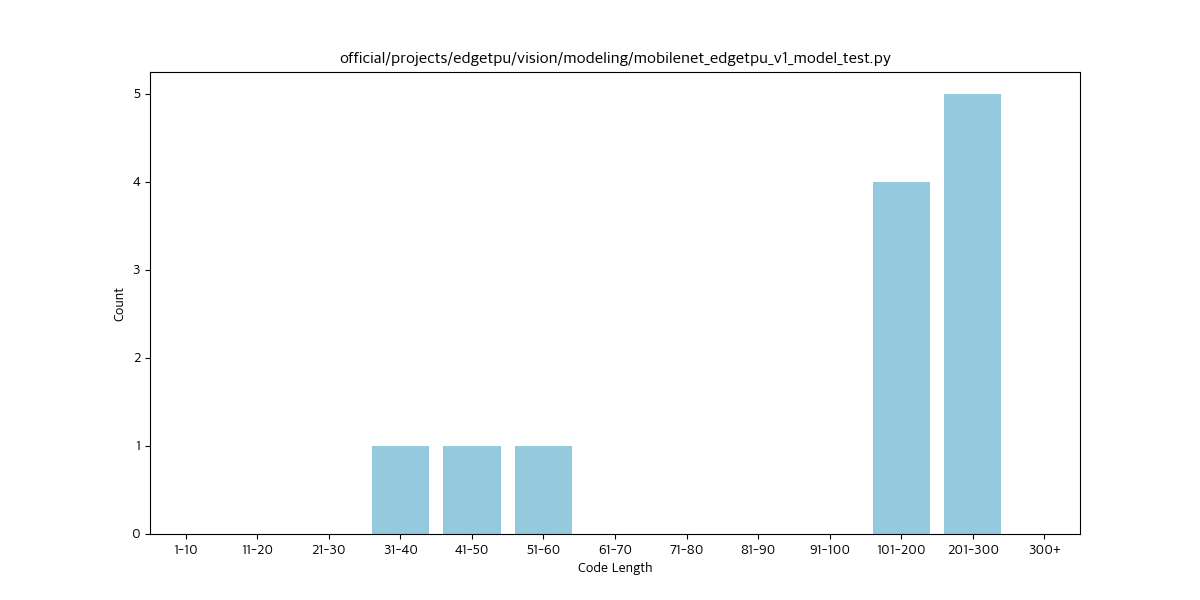 official/projects/edgetpu/vision/modeling/mobilenet_edgetpu_v1_model_test.py
5
4
3
2
1
0
Count
1-10 11-20 21-30 31-40 41-50 51-60 61-70 71-80 81-90 91-100 101-200 201-300 300+
Code Length